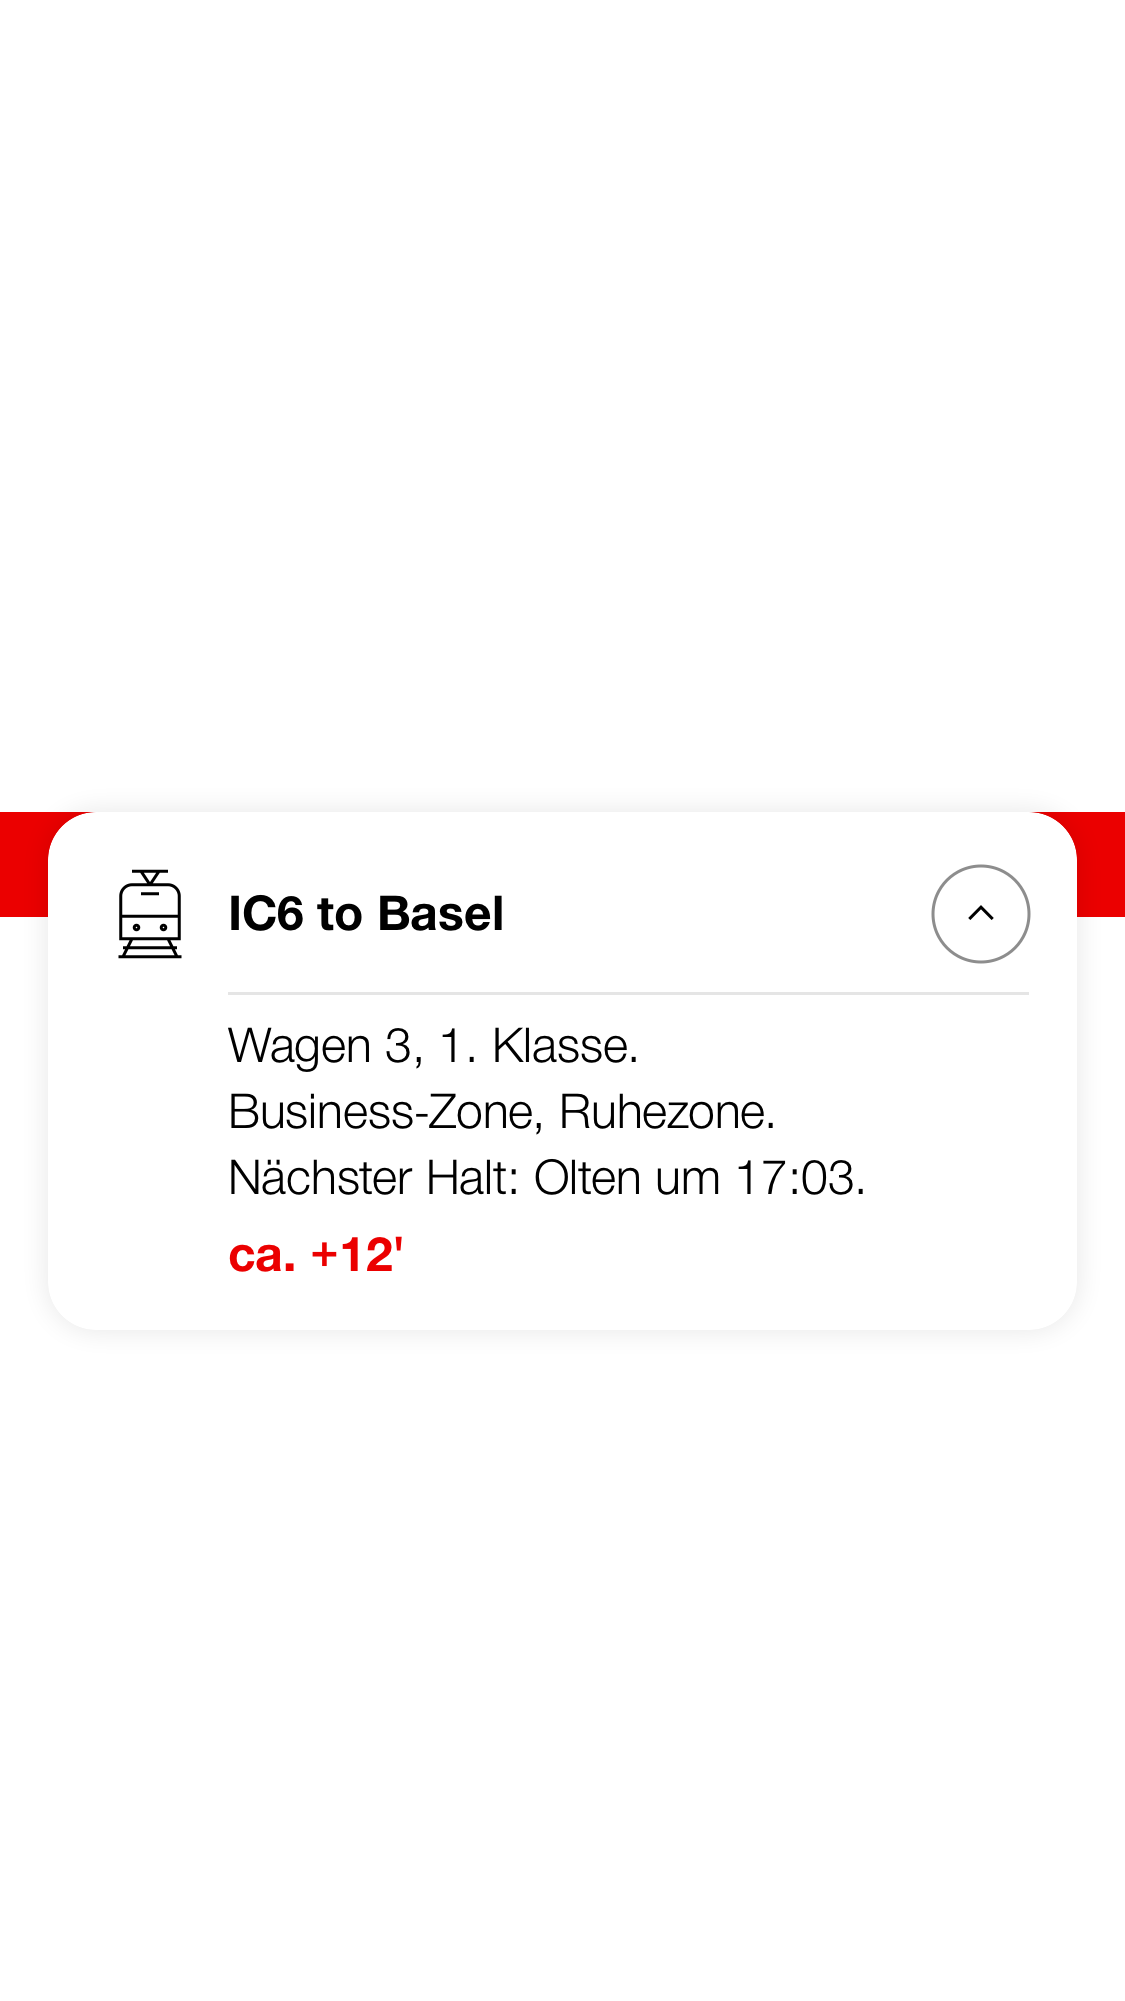 IC6 to Basel
Wagen 3, 1. Klasse.
Business-Zone, Ruhezone.
Nächster Halt: Olten um 17:03.
ca. +12'